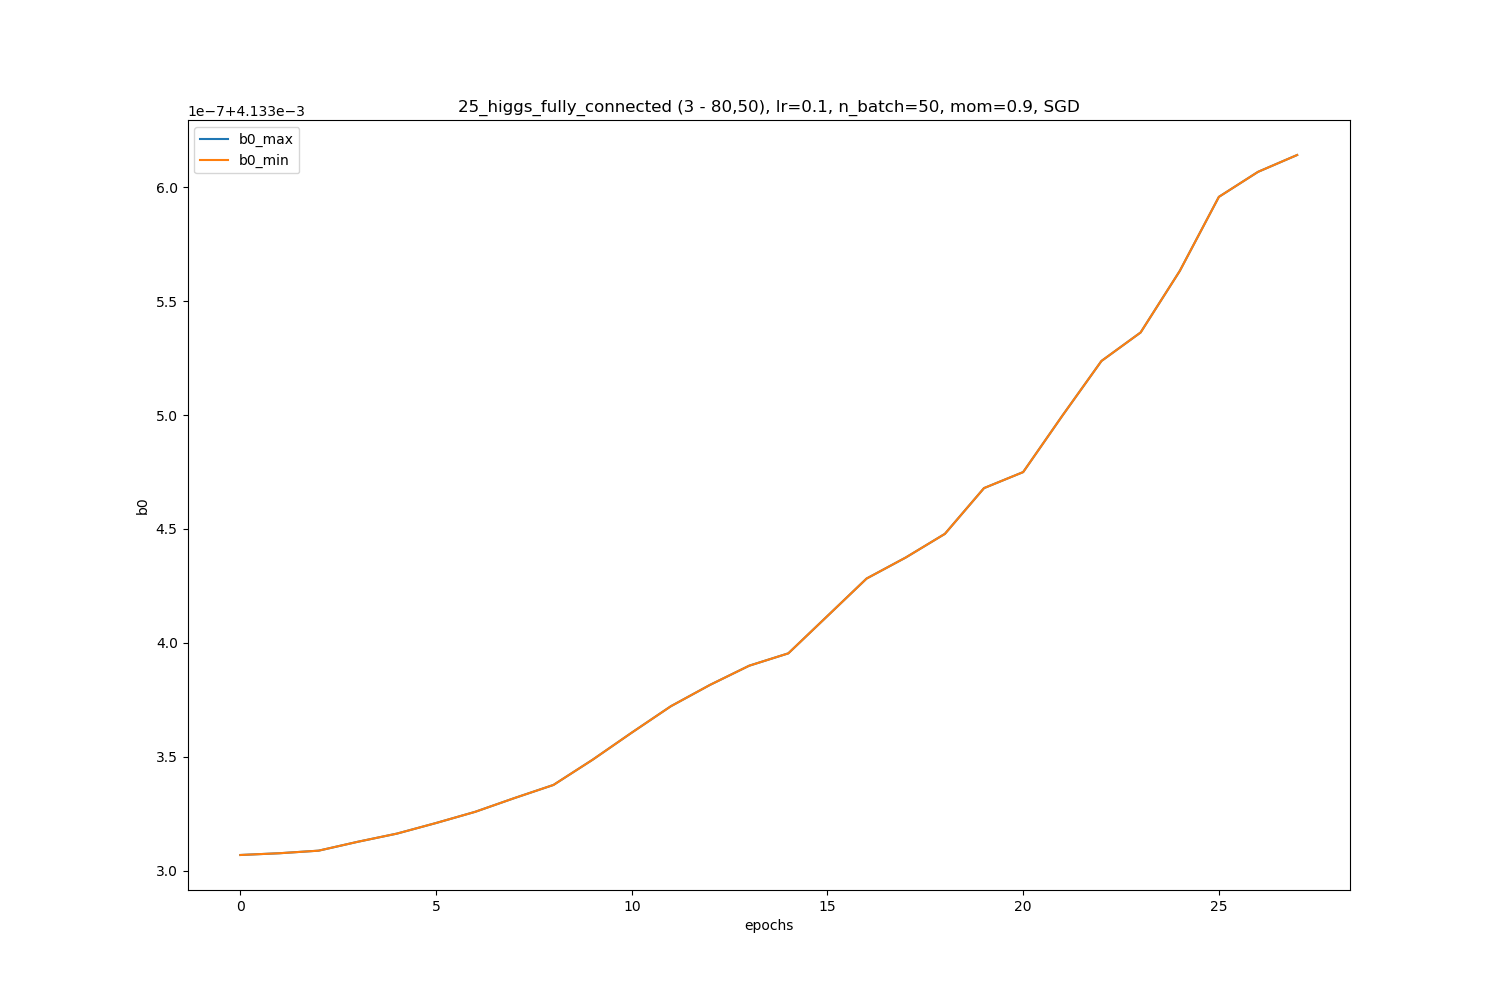 25_higgs_fully_connected (3 - 80,50), lr=0.1, n_batch=50, mom=0.9, SGD
1e−7+4.133e−3
b0_max
b0_min
6.0
5.5
5.0
4.5
4.0
3.5
3.0
b0
0 5 10 15 20 25
epochs